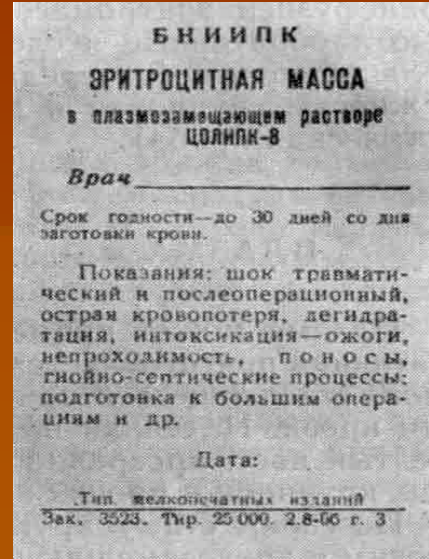 БНИИПК
ЭРИТРОЦИТНАЯ МАССА
в плазмозамещающем растворе
ЦОЛИПК-8
Врач
Срок годности—до 30 дней со дня
заготовки крови.
Показания: шок травмати-
ческий и послеоперационный,
острая кровопотеря, дегидра-
тация, интоксикация—ожоги,
непроходимость, поносы,
гнойно-септические процессы;
подготовка к большим опера-
циям и др.
Дата:
Тип. мелкопечатных изданий
Зак. 3523. Тир. 25 000. 2.8-66 г. 3